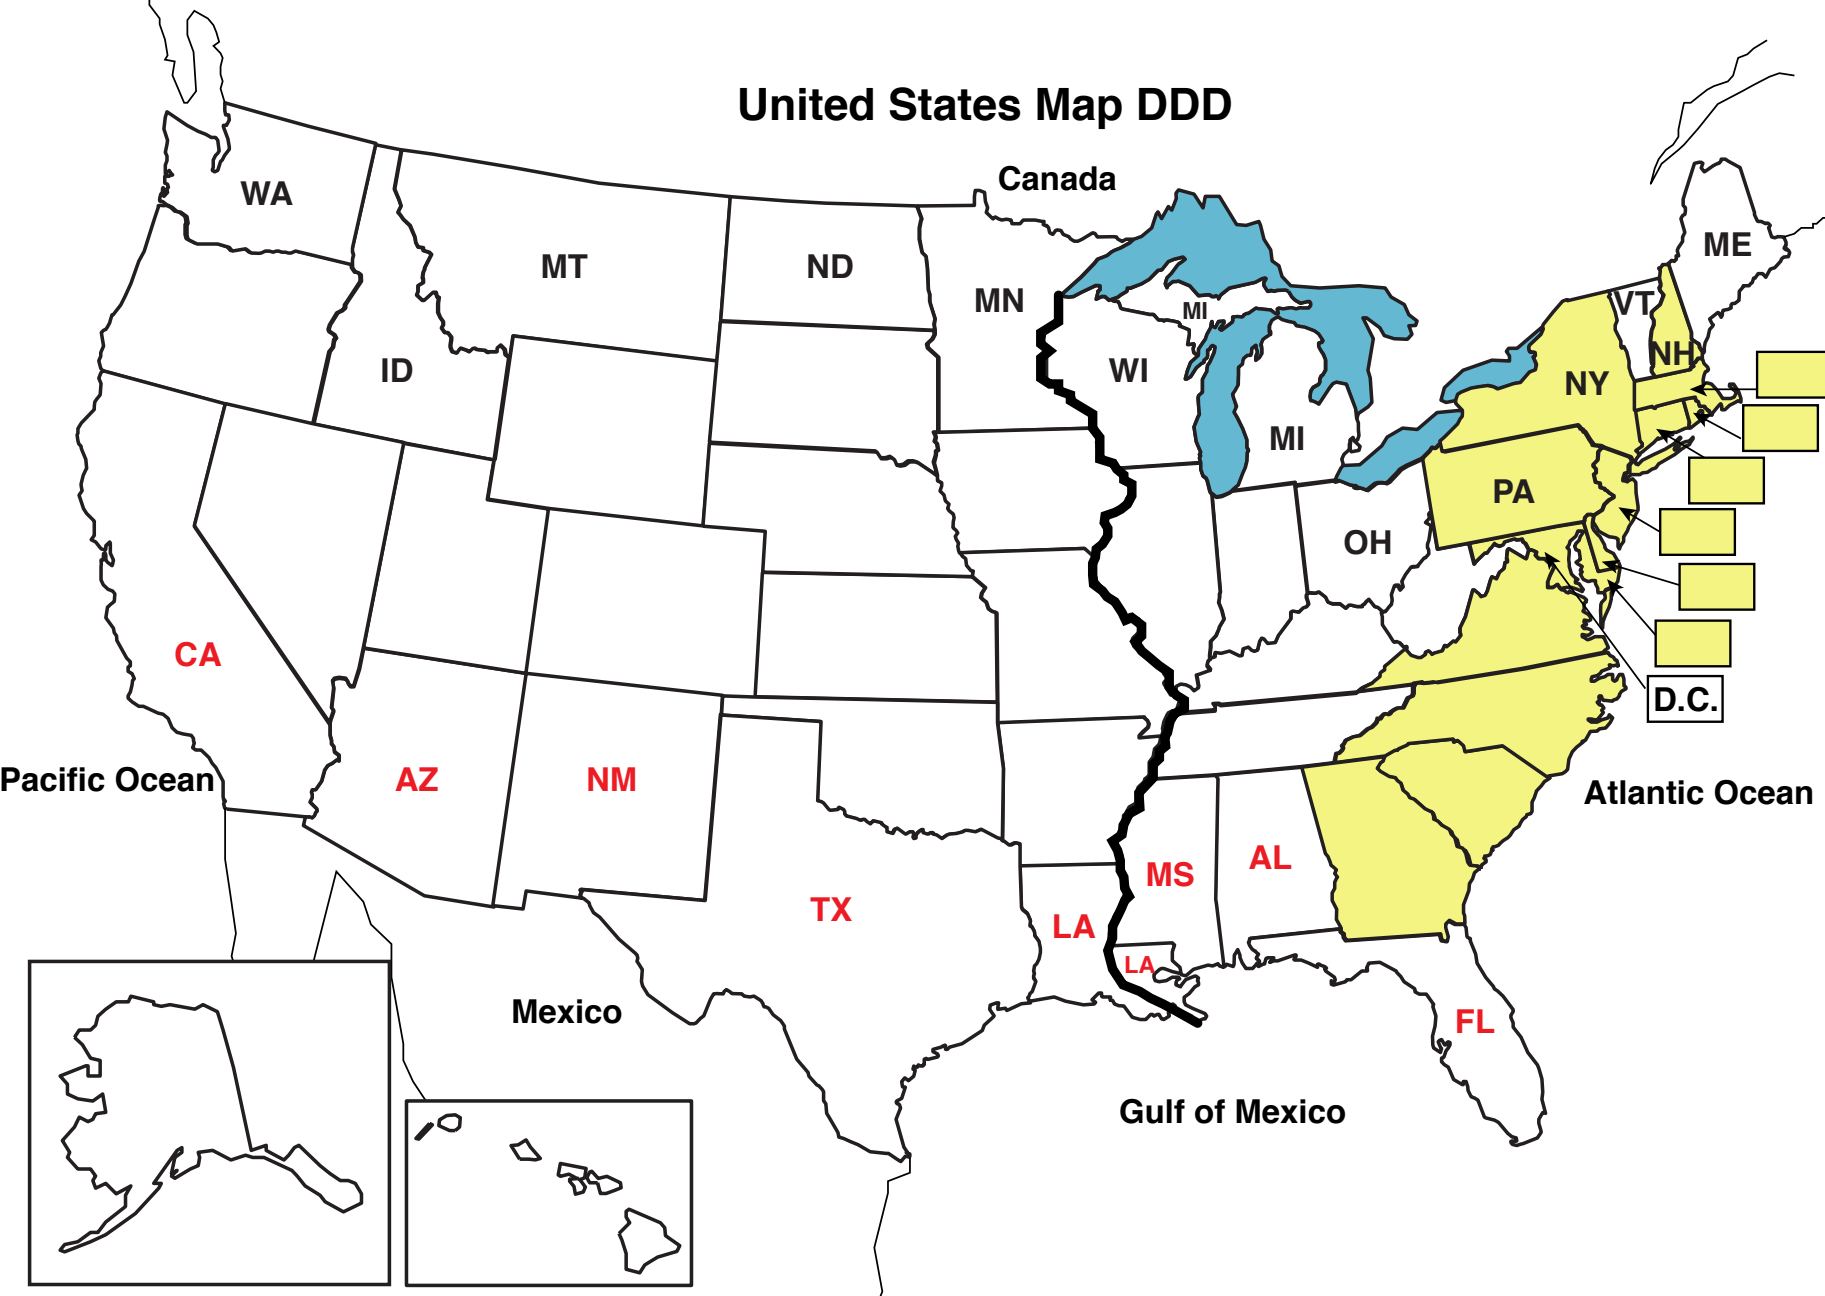 United States Map DDD
Canada
WA
MT
ND
MN
MI
ME
VT
NH
ID
WI
NY
MI
PA
OH
CA
D.C.
Pacific Ocean
AZ
NM
Atlantic Ocean
TX
LA
MS
AL
LA
Mexico
FL
Gulf of Mexico